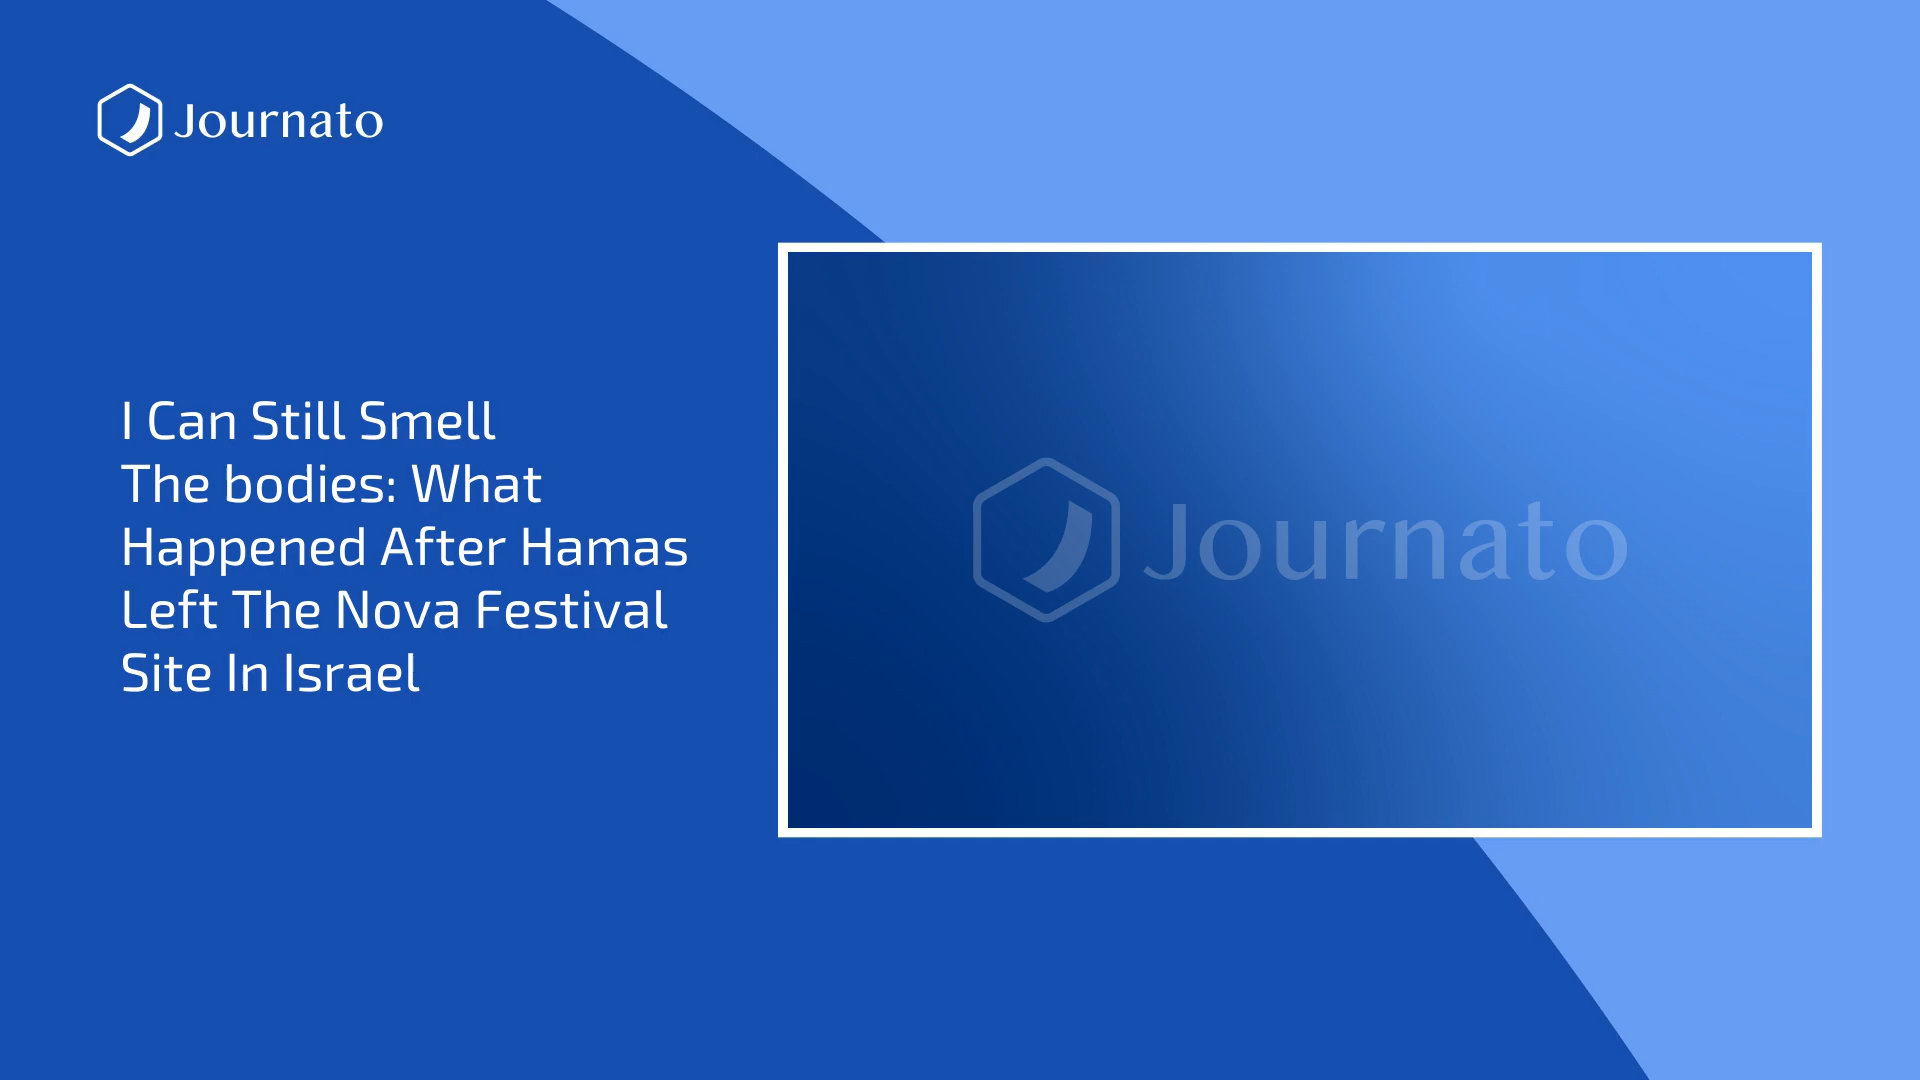 Journato
I Can Still Smell
The bodies: What
Happened After Hamas
Left The Nova Festival
Site In Israel
Journato